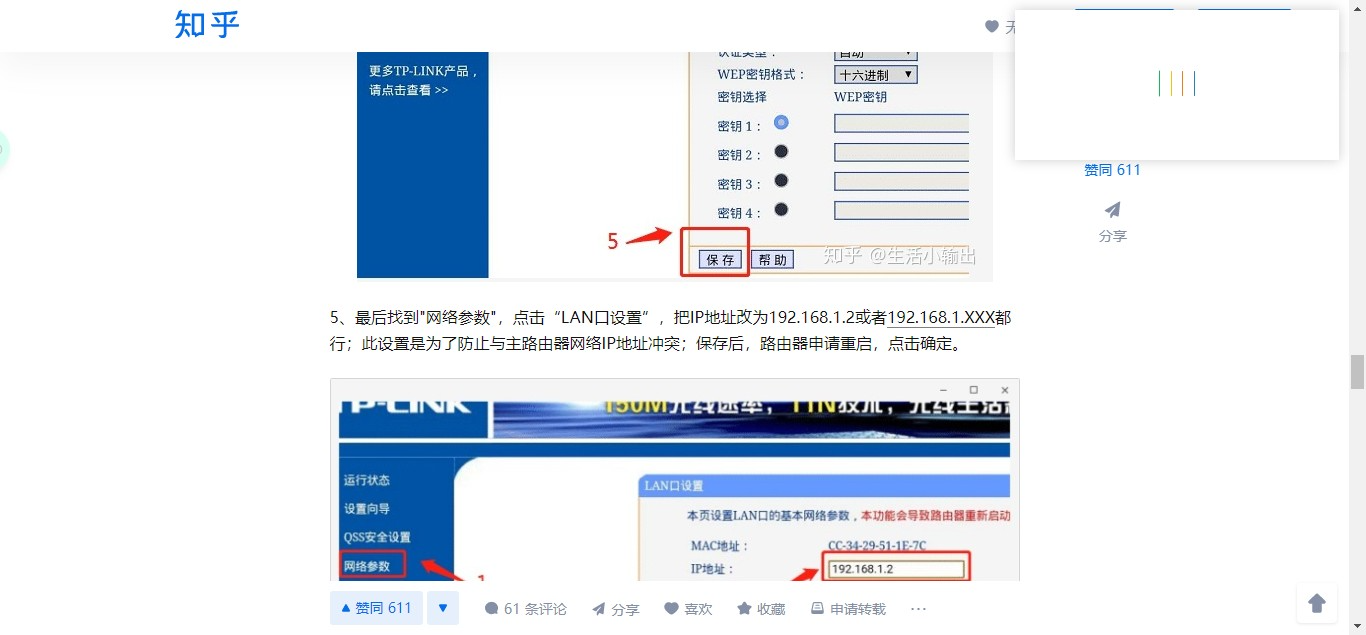 知乎
无
更多TP-LINK产品，
请点击查看 >>
认证类型：
自动
WEP密钥格式：
十六进制
密钥选择
WEP密钥
密钥 1：
密钥 2：
密钥 3：
密钥 4：
5
保 存
帮 助
知乎 @生活小输出
赞同 611
分享
5、最后找到"网络参数"，点击“LAN口设置”，把IP地址改为192.168.1.2或者192.168.1.XXX都
行；此设置是为了防止与主路由器网络IP地址冲突；保存后，路由器申请重启，点击确定。
TP-LINK
150M无线速率，11N技术，无线生活
运行状态
设置向导
QSS安全设置
网络参数
1
LAN口设置
本页设置LAN口的基本网络参数，本功能会导致路由器重新启动
MAC地址：
CC-34-29-51-1E-7C
IP地址：
192.168.1.2
赞同 611
61 条评论
分享
喜欢
收藏
申请转载